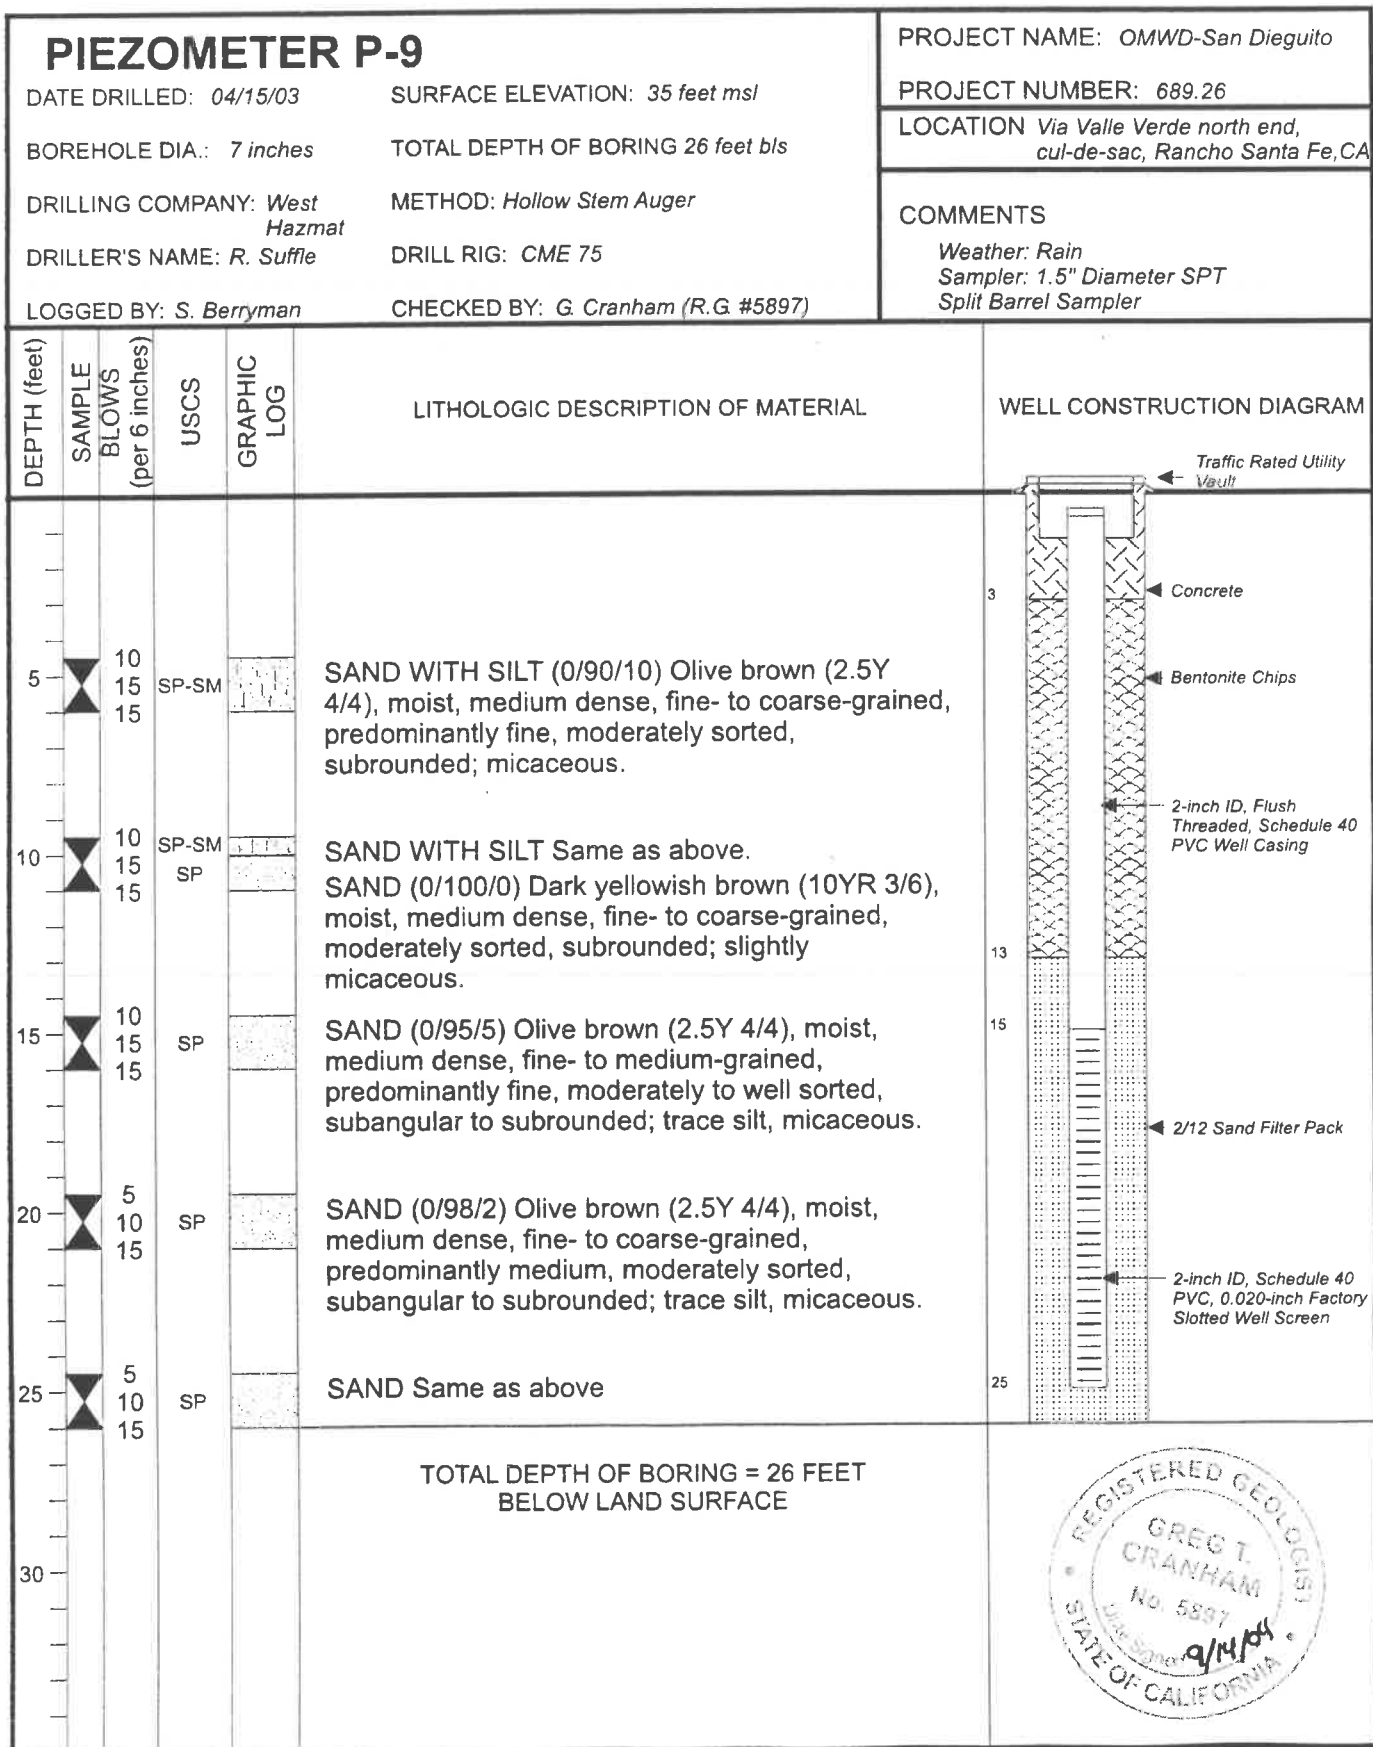 PIEZOMETER P-9
DATE DRILLED: 04/15/03
SURFACE ELEVATION: 35 feet msl
BOREHOLE DIA.: 7 inches
TOTAL DEPTH OF BORING 26 feet bls
DRILLING COMPANY: West
Hazmat
METHOD: Hollow Stem Auger
DRILLER'S NAME: R. Suffle
DRILL RIG: CME 75
LOGGED BY: S. Berryman
CHECKED BY: G. Cranham (R.G. #5897)
PROJECT NAME: OMWD-San Dieguito
PROJECT NUMBER: 689.26
LOCATION Via Valle Verde north end,
cul-de-sac, Rancho Santa Fe,CA
COMMENTS
Weather: Rain
Sampler: 1.5" Diameter SPT
Split Barrel Sampler
DEPTH (feet)
SAMPLE
BLOWS
(per 6 inches)
USCS
GRAPHIC
LOG
LITHOLOGIC DESCRIPTION OF MATERIAL
WELL CONSTRUCTION DIAGRAM
Traffic Rated Utility
Vault
3
Concrete
5
10
15
15
SP-SM
SAND WITH SILT (0/90/10) Olive brown (2.5Y
4/4), moist, medium dense, fine- to coarse-grained,
predominantly fine, moderately sorted,
subrounded; micaceous.
Bentonite Chips
2-inch ID, Flush
Threaded, Schedule 40
PVC Well Casing
10
10
15
15
SP-SM
SP
SAND WITH SILT Same as above.
SAND (0/100/0) Dark yellowish brown (10YR 3/6),
moist, medium dense, fine- to coarse-grained,
moderately sorted, subrounded; slightly
micaceous.
13
15
15
10
15
15
SP
SAND (0/95/5) Olive brown (2.5Y 4/4), moist,
medium dense, fine- to medium-grained,
predominantly fine, moderately to well sorted,
subangular to subrounded; trace silt, micaceous.
2/12 Sand Filter Pack
20
5
10
15
SP
SAND (0/98/2) Olive brown (2.5Y 4/4), moist,
medium dense, fine- to coarse-grained,
predominantly medium, moderately sorted,
subangular to subrounded; trace silt, micaceous.
2-inch ID, Schedule 40
PVC, 0.020-inch Factory
Slotted Well Screen
25
5
10
15
SP
SAND Same as above
25
TOTAL DEPTH OF BORING = 26 FEET
BELOW LAND SURFACE
30
REGISTERED GEOLOGIST
GREG T.
CRANHAM
No. 5897
Date Signed 9/14/04
STATE OF CALIFORNIA